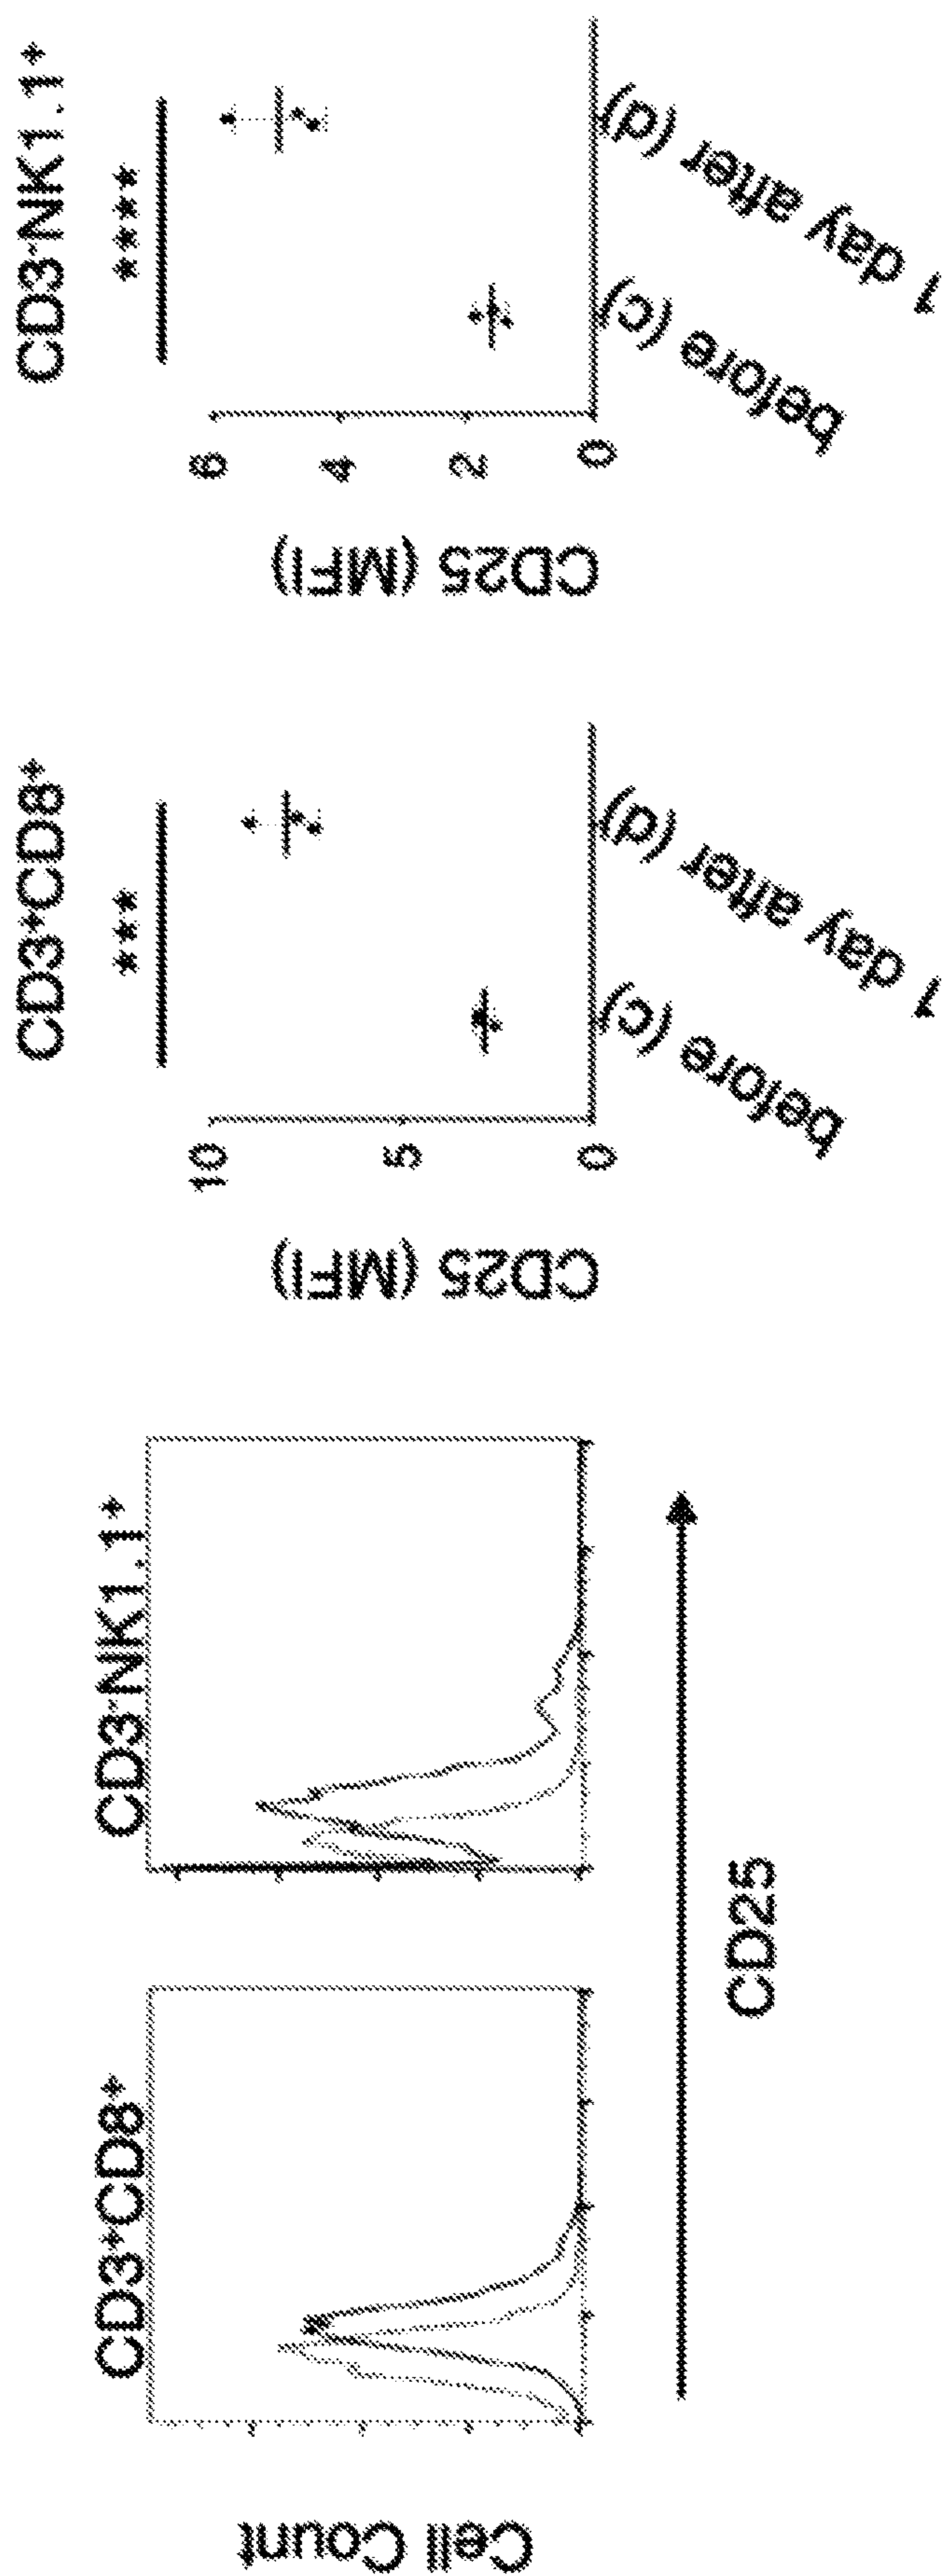 CD3⁺CD8⁺
CD3⁻NK1.1⁺
Cell Count
CD25
CD3⁺CD8⁺
***
10
5
0
CD25 (MFI)
before (c)
1 day after (d)
CD3⁻NK1.1⁺
****
6
4
2
0
CD25 (MFI)
before (c)
1 day after (d)